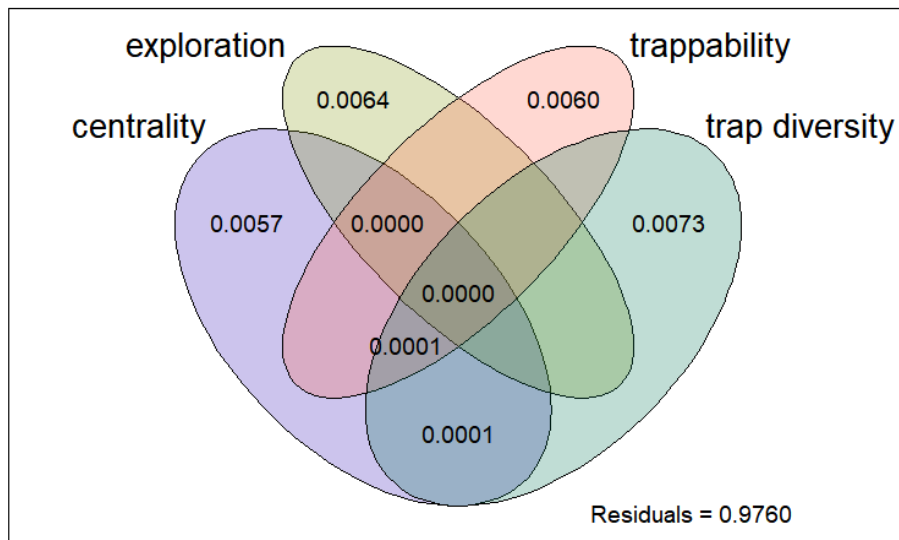 exploration
trappability
centrality
trap diversity
0.0064
0.0060
0.0057
0.0000
0.0073
0.0000
0.0001
0.0001
Residuals = 0.9760